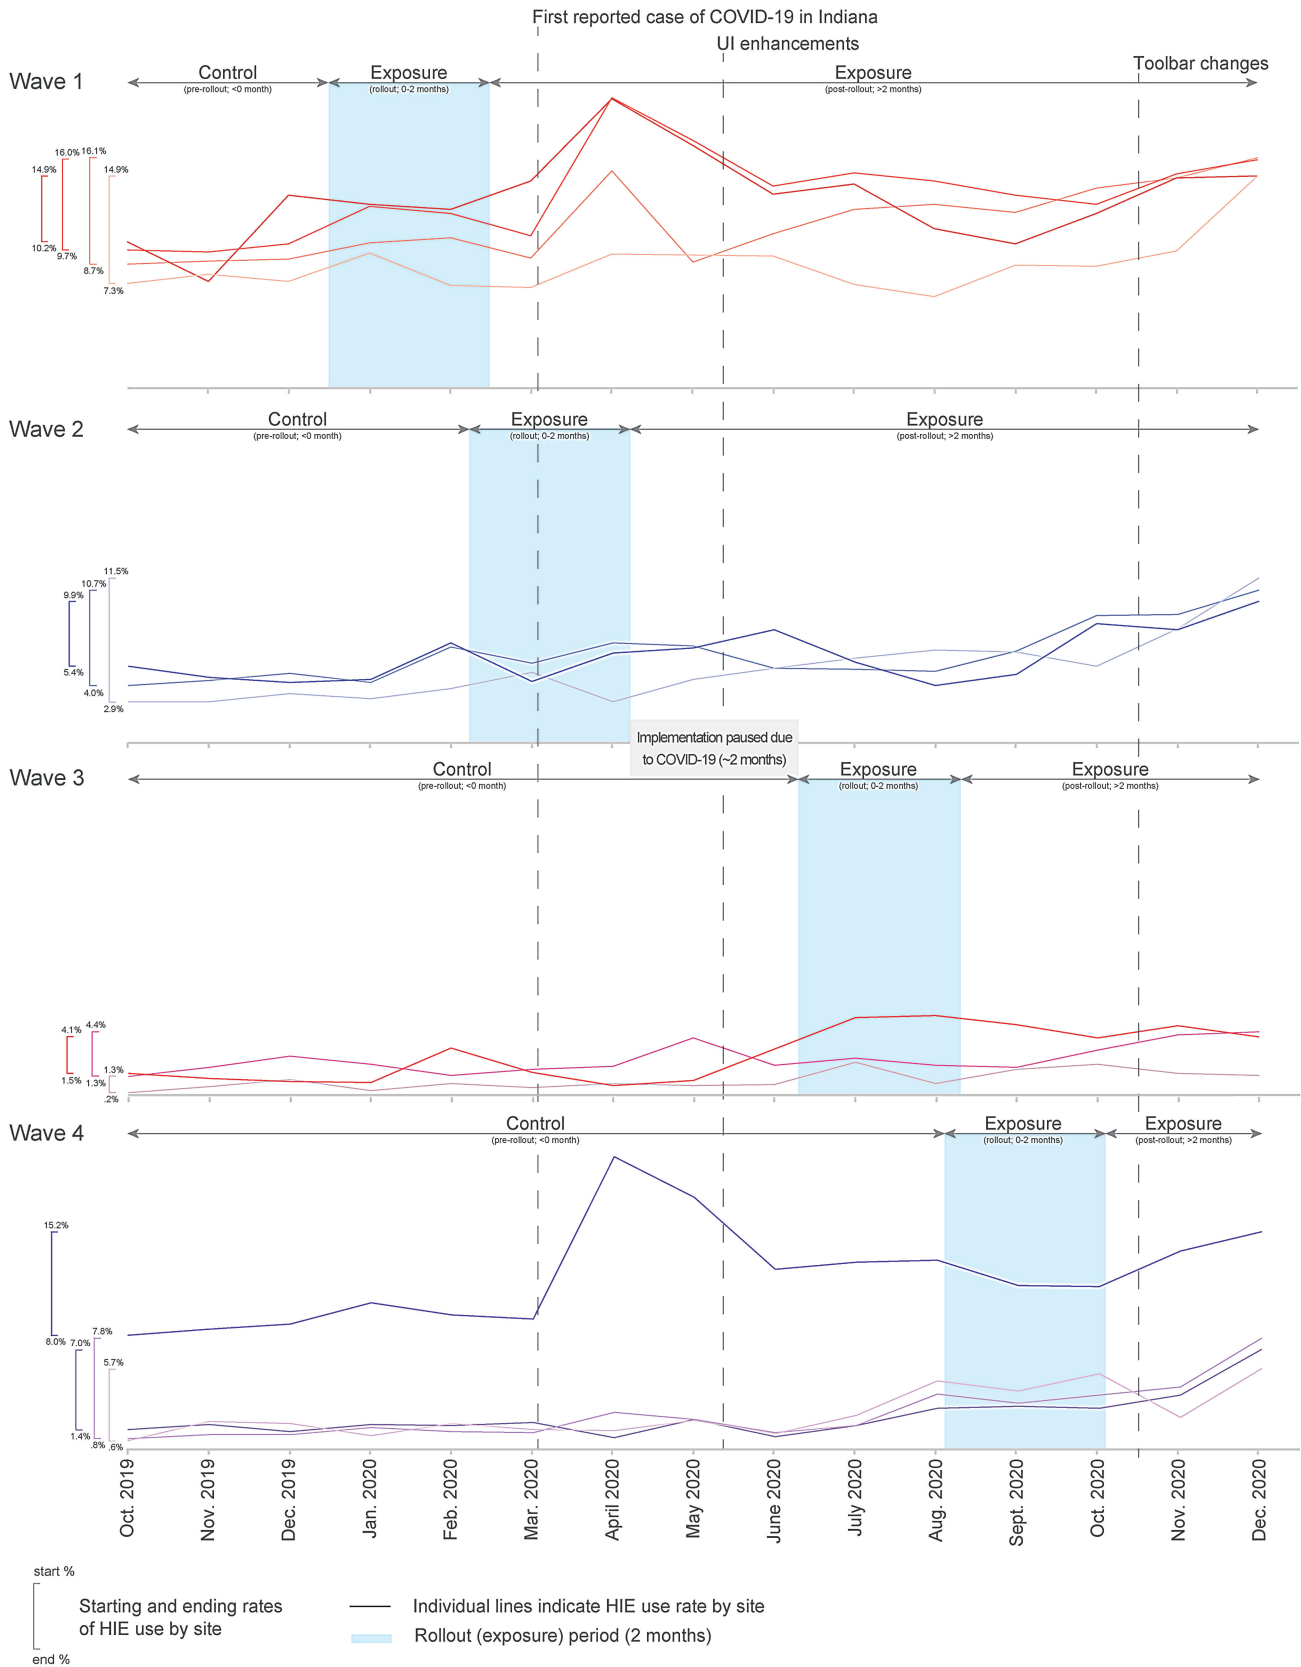 First reported case of COVID-19 in Indiana
UI enhancements
Toolbar changes
Wave 1
Control
(pre-rollout; <0 month)
Exposure
(rollout; 0-2 months)
Exposure
(post-rollout; >2 months)
16.0% 16.1%
14.9% 14.9%
10.2%
9.7%
8.7%
7.3%
Wave 2
Control
(pre-rollout; <0 month)
Exposure
(rollout; 0-2 months)
Exposure
(post-rollout; >2 months)
11.5%
10.7%
9.9%
5.4%
4.0%
2.9%
Implementation paused due
to COVID-19 (~2 months)
Wave 3
Control
(pre-rollout; <0 month)
Exposure
(rollout; 0-2 months)
Exposure
(post-rollout; >2 months)
4.1% 4.4%
1.3%
1.5% 1.3%
.2%
Wave 4
Control
(pre-rollout; <0 month)
Exposure
(rollout; 0-2 months)
Exposure
(post-rollout; >2 months)
15.2%
7.8%
8.0% 7.0%
5.7%
1.4% .8% .6%
Oct. 2019
Nov. 2019
Dec. 2019
Jan. 2020
Feb. 2020
Mar. 2020
April 2020
May 2020
June 2020
July 2020
Aug. 2020
Sept. 2020
Oct. 2020
Nov. 2020
Dec. 2020
start %
Starting and ending rates
of HIE use by site
end %
Individual lines indicate HIE use rate by site
Rollout (exposure) period (2 months)